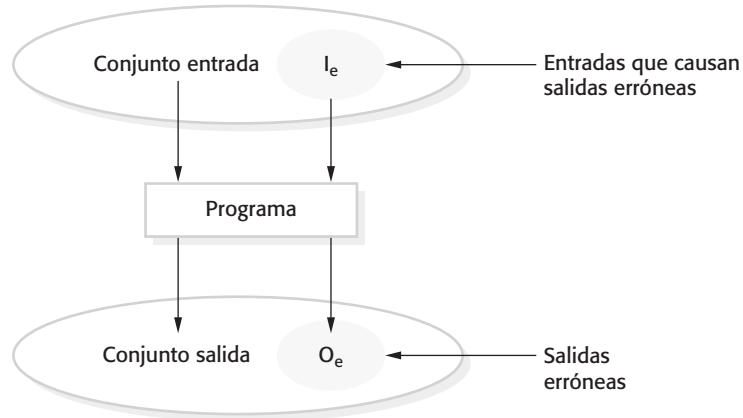 Conjunto entrada
Iₑ
Entradas que causan
salidas erróneas
Programa
Conjunto salida
Oₑ
Salidas
erróneas